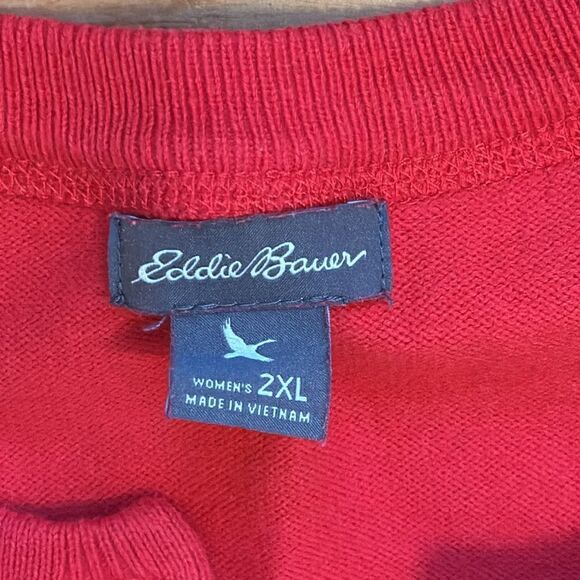 Eddie Bauer
WOMEN'S 2XL
MADE IN VIETNAM